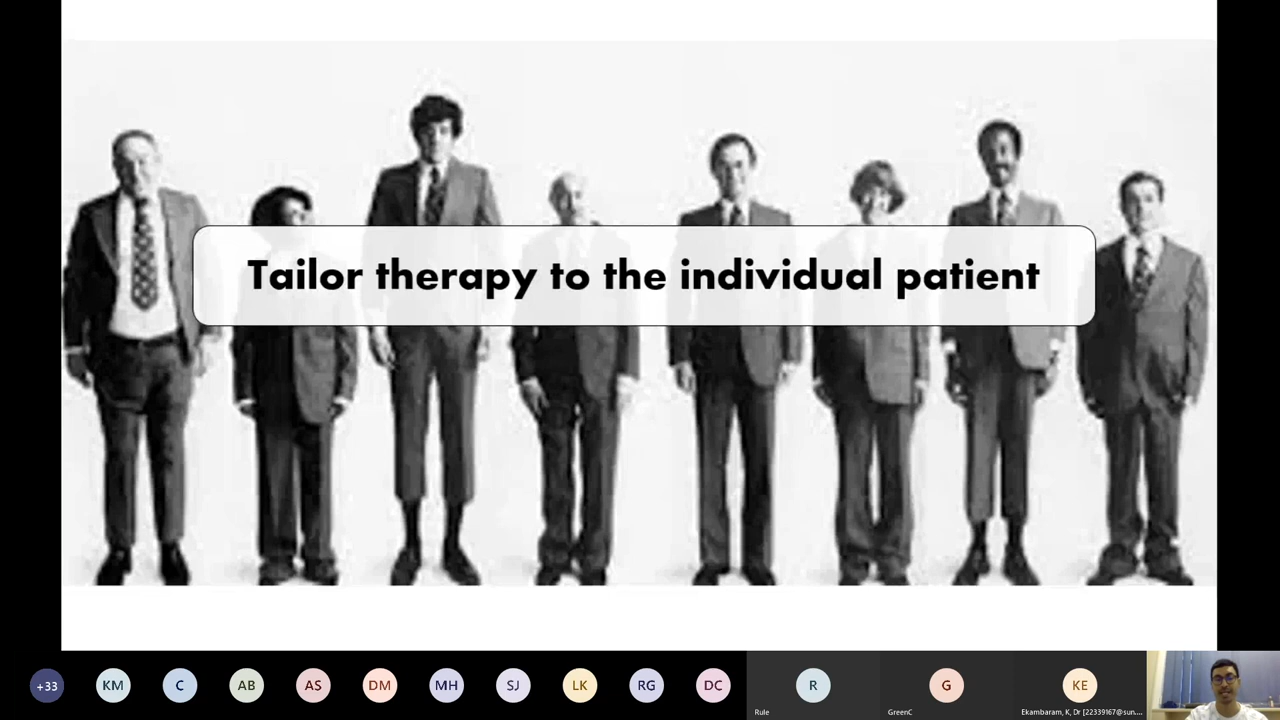 Tailor therapy to the individual patient
+33
KM
C
AB
AS
DM
MH
SJ
LK
RG
DC
R
G
KE
Rule
GreenC
Ekambaram, K, Dr [22339167@sun....